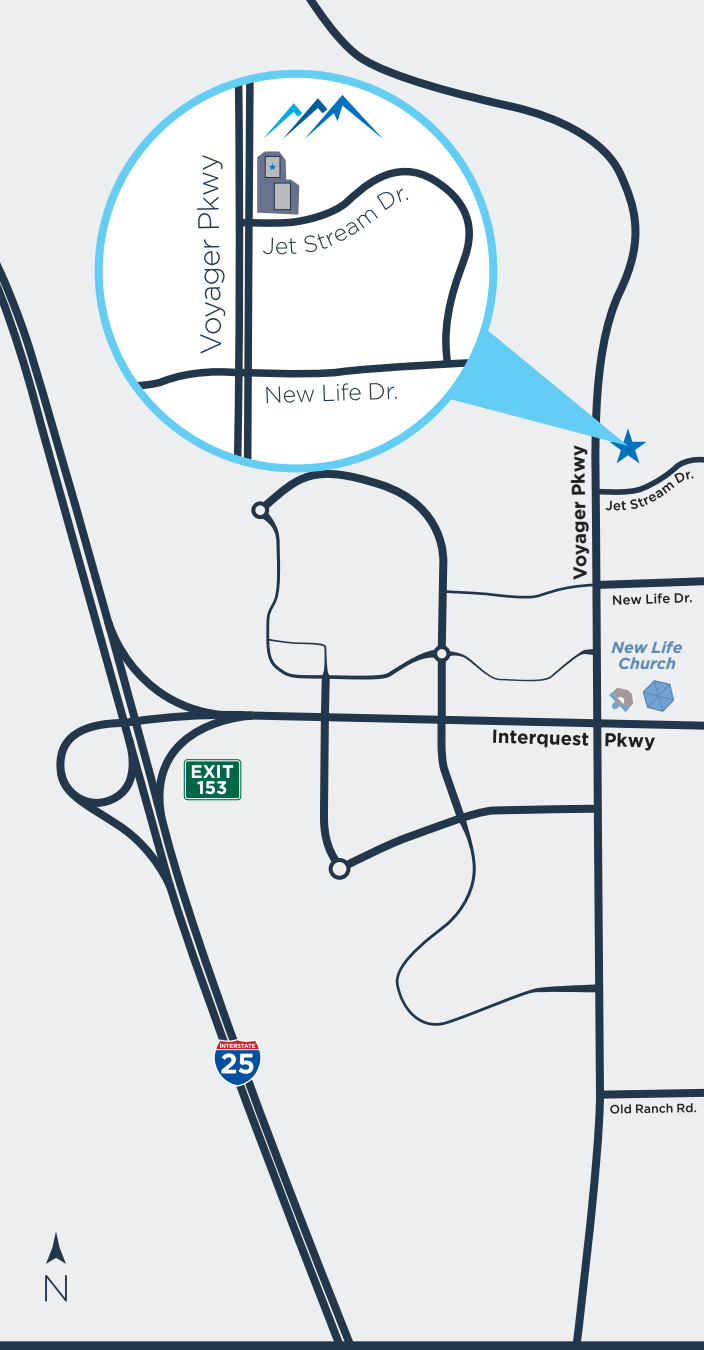 Voyager Pkwy
Jet Stream Dr.
New Life Dr.
Voyager Pkwy
Jet Stream Dr.
New Life Dr.
New Life
Church
Interquest Pkwy
EXIT
153
INTERSTATE
25
Old Ranch Rd.
N